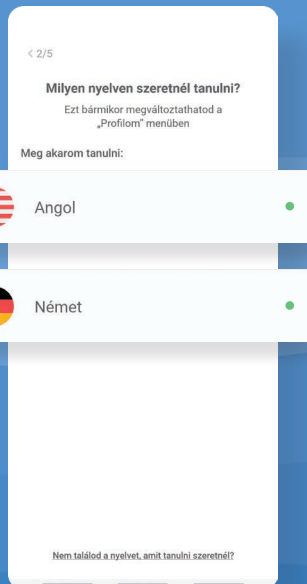 < 2/5
Milyen nyelven szeretnél tanulni?
Ezt bármikor megváltoztathatod a
„Profilom” menüben
Meg akarom tanulni:
Angol
Német
Nem találod a nyelvet, amit tanulni szeretnél?